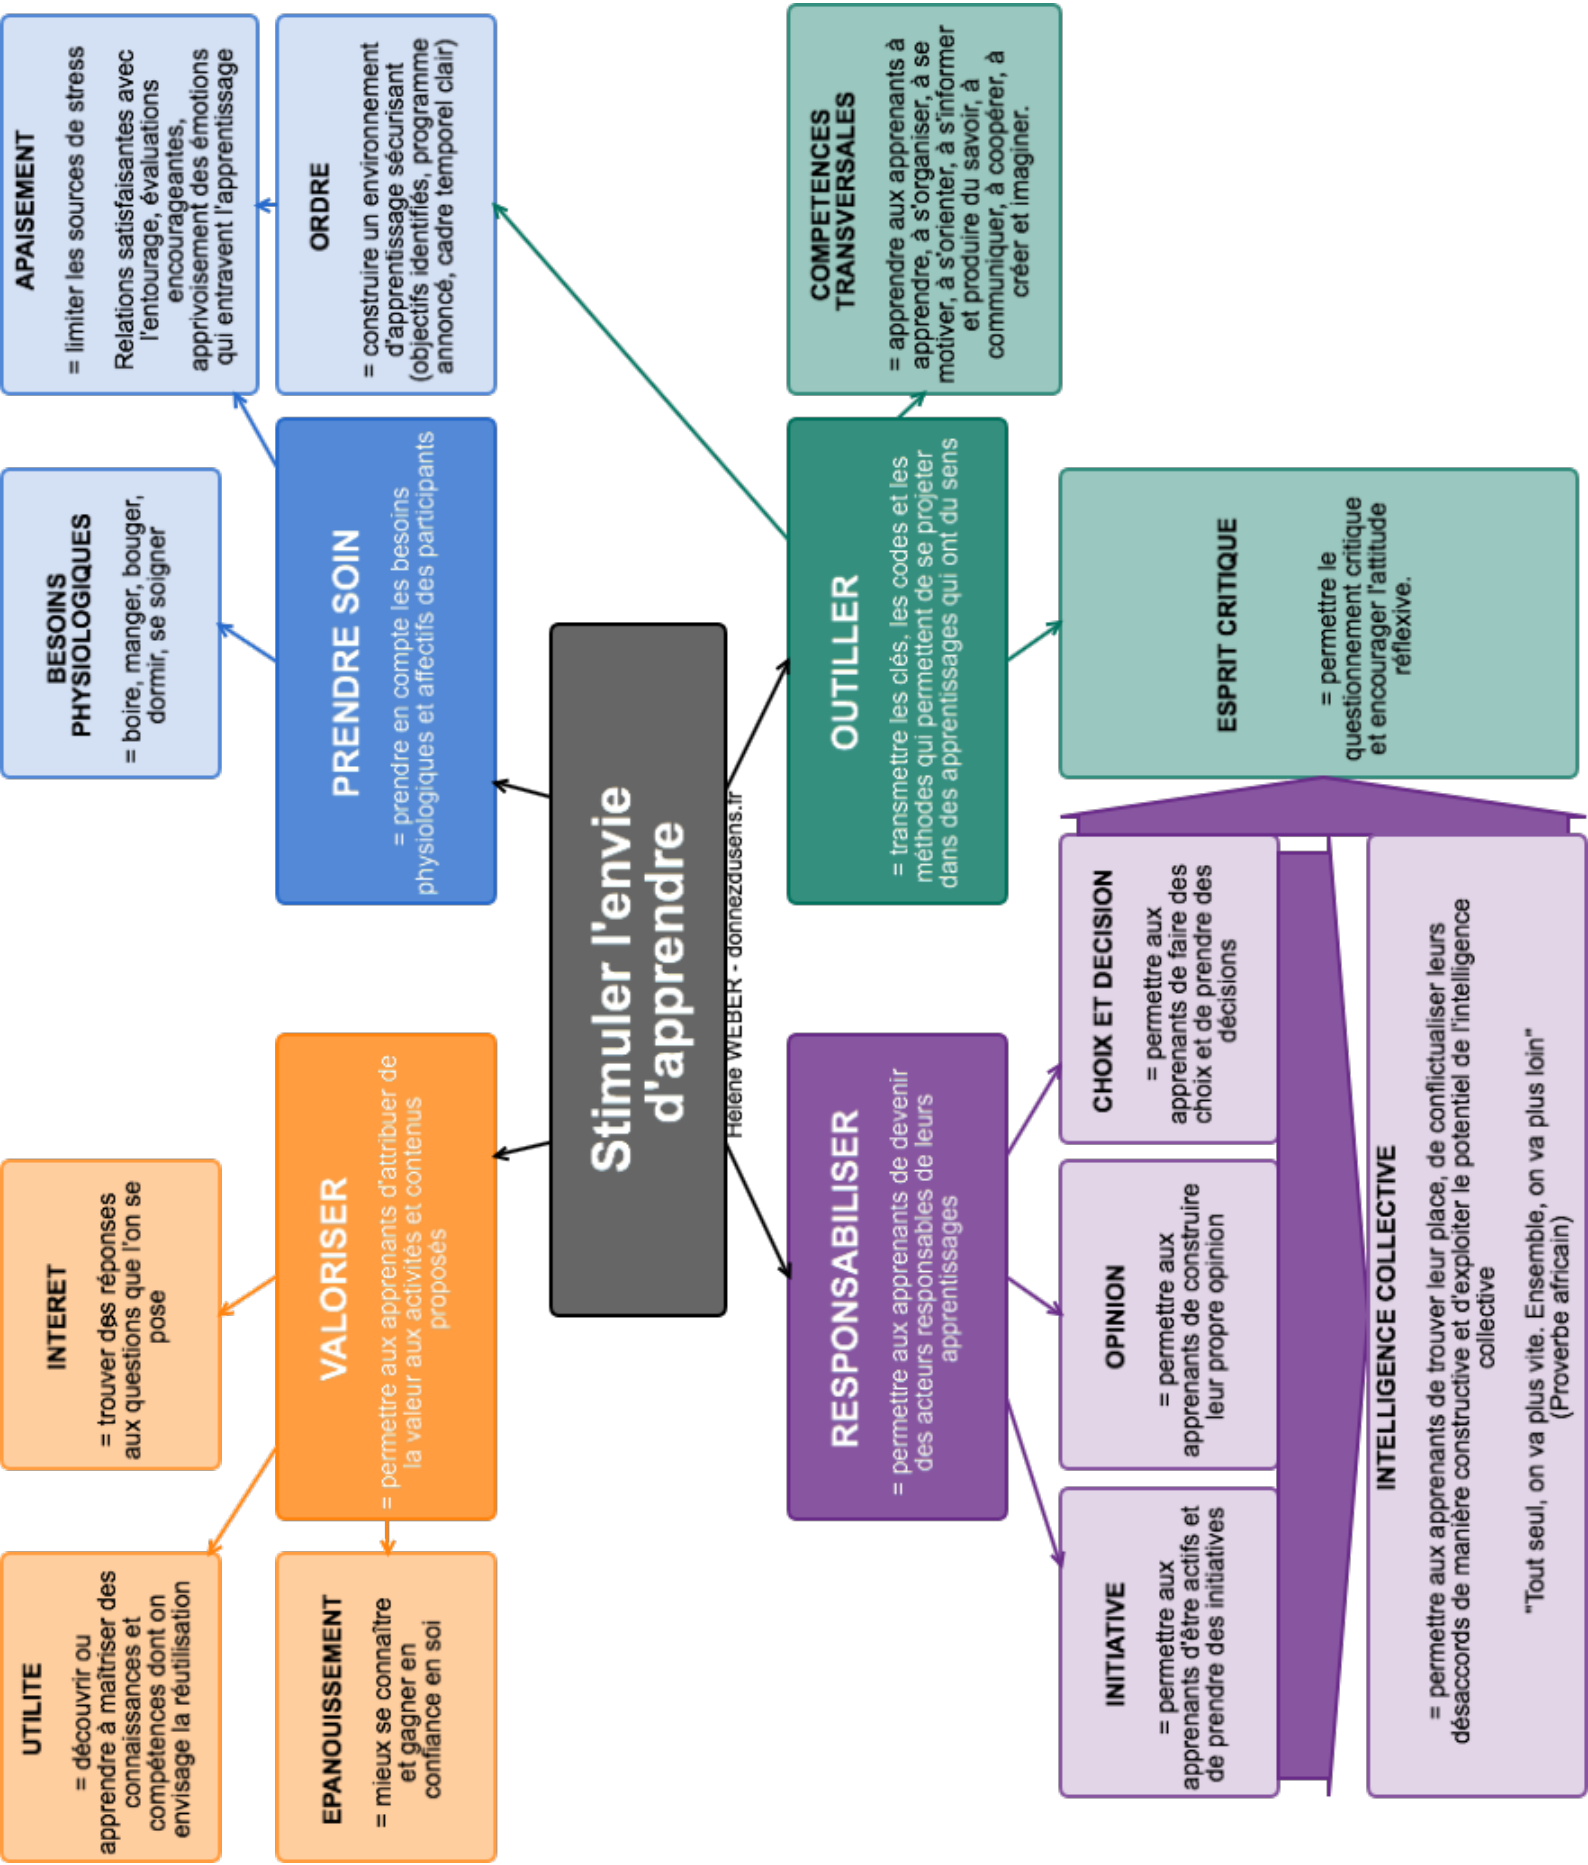 UTILITE
= découvrir ou
apprendre à maîtriser des
connaissances et
compétences dont on
envisage la réutilisation
INTERET
= trouver des réponses
aux questions que l'on se
pose
BESOINS
PHYSIOLOGIQUES
= boire, manger, bouger,
dormir, se soigner
APAISEMENT
= limiter les sources de stress
Relations satisfaisantes avec
l'entourage, évaluations
encourageantes,
apprivoisement des émotions
qui entravent l'apprentissage
EPANOUISSEMENT
= mieux se connaître
et gagner en
confiance en soi
VALORISER
= permettre aux apprenants d'attribuer de
la valeur aux activités et contenus
proposés
PRENDRE SOIN
= prendre en compte les besoins
physiologiques et affectifs des participants
ORDRE
= construire un environnement
d'apprentissage sécurisant
(objectifs identifiés, programme
annoncé, cadre temporel clair)
Stimuler l'envie
d'apprendre
Hélène WEBER - donnezdusens.fr
RESPONSABILISER
= permettre aux apprenants de devenir
des acteurs responsables de leurs
apprentissages
OUTILLER
= transmettre les clés, les codes et les
méthodes qui permettent de se projeter
dans des apprentissages qui ont du sens
COMPETENCES
TRANSVERSALES
= apprendre aux apprenants à
apprendre, à s'organiser, à se
motiver, à s'orienter, à s'informer
et produire du savoir, à
communiquer, à coopérer, à
créer et imaginer.
INITIATIVE
= permettre aux
apprenants d'être actifs et
de prendre des initiatives
OPINION
= permettre aux
apprenants de construire
leur propre opinion
CHOIX ET DECISION
= permettre aux
apprenants de faire des
choix et de prendre des
décisions
ESPRIT CRITIQUE
= permettre le
questionnement critique
et encourager l'attitude
réflexive.
INTELLIGENCE COLLECTIVE
= permettre aux apprenants de trouver leur place, de conflictualiser leurs
désaccords de manière constructive et d'exploiter le potentiel de l'intelligence
collective
"Tout seul, on va plus vite. Ensemble, on va plus loin"
(Proverbe africain)